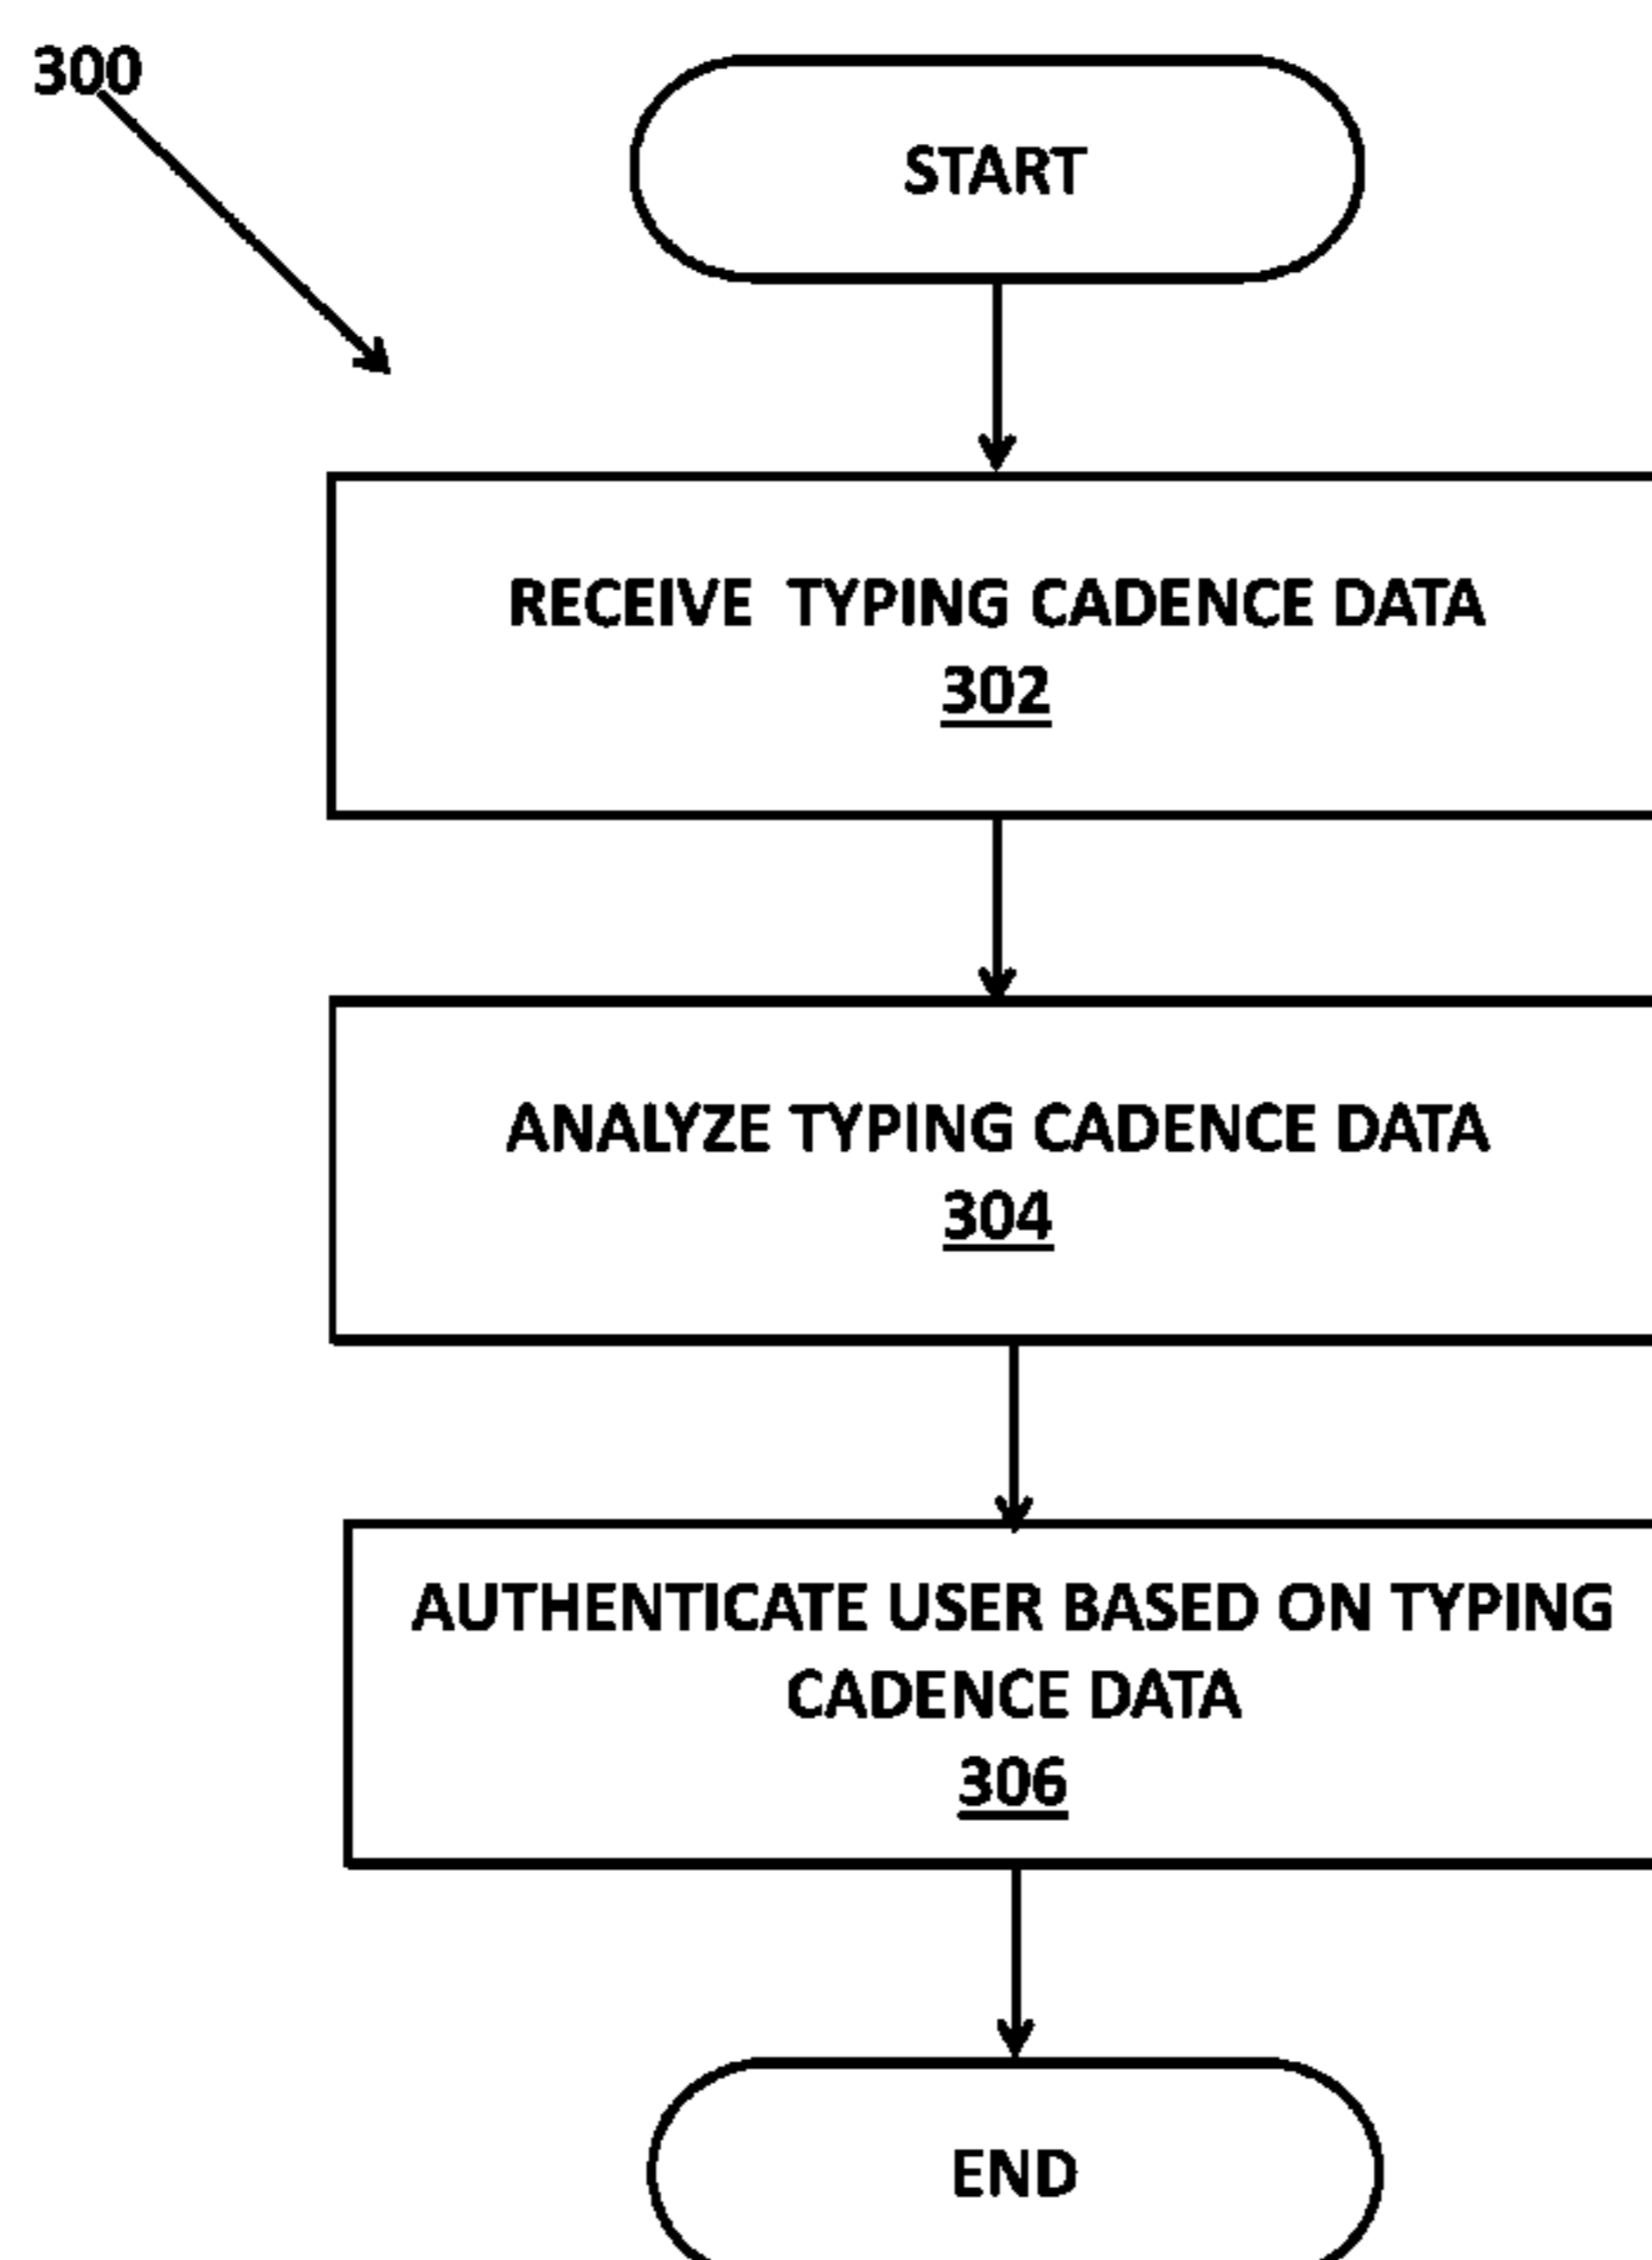 300
START
RECEIVE TYPING CADENCE DATA
302
ANALYZE TYPING CADENCE DATA
304
AUTHENTICATE USER BASED ON TYPING
CADENCE DATA
306
END